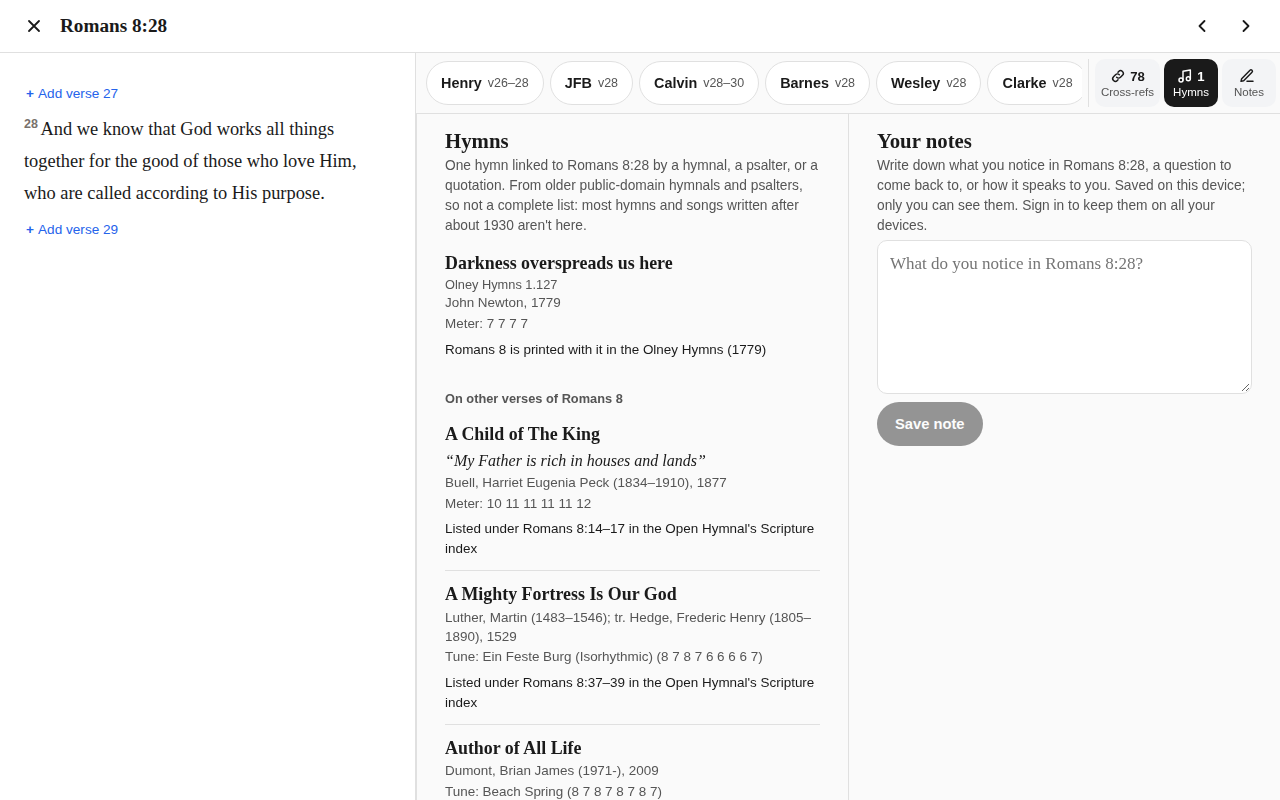 Romans 8:28
+ Add verse 27
28 And we know that God works all things
together for the good of those who love Him,
who are called according to His purpose.
+ Add verse 29
Henry v26–28
JFB v28
Calvin v28–30
Barnes v28
Wesley v28
Clarke v28
78
Cross-refs
1
Hymns
Notes
Hymns
One hymn linked to Romans 8:28 by a hymnal, a psalter, or a
quotation. From older public-domain hymnals and psalters,
so not a complete list: most hymns and songs written after
about 1930 aren't here.
Darkness overspreads us here
Olney Hymns 1.127
John Newton, 1779
Meter: 7 7 7 7
Romans 8 is printed with it in the Olney Hymns (1779)
On other verses of Romans 8
A Child of The King
“My Father is rich in houses and lands”
Buell, Harriet Eugenia Peck (1834–1910), 1877
Meter: 10 11 11 11 11 12
Listed under Romans 8:14–17 in the Open Hymnal's Scripture
index
A Mighty Fortress Is Our God
Luther, Martin (1483–1546); tr. Hedge, Frederic Henry (1805–
1890), 1529
Tune: Ein Feste Burg (Isorhythmic) (8 7 8 7 6 6 6 6 7)
Listed under Romans 8:37–39 in the Open Hymnal's Scripture
index
Author of All Life
Dumont, Brian James (1971-), 2009
Tune: Beach Spring (8 7 8 7 8 7 8 7)
Your notes
Write down what you notice in Romans 8:28, a question to
come back to, or how it speaks to you. Saved on this device;
only you can see them. Sign in to keep them on all your
devices.
What do you notice in Romans 8:28?
Save note